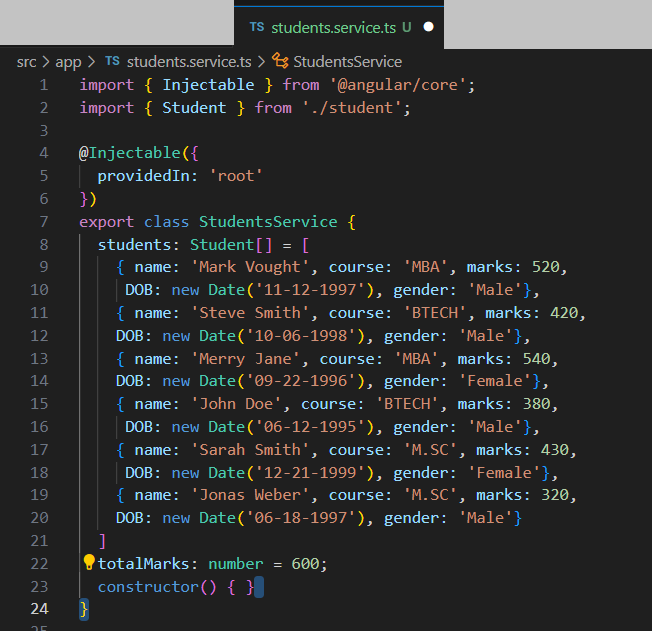 TS students.service.ts U
src > app > TS students.service.ts > StudentsService
1 import { Injectable } from '@angular/core';
2 import { Student } from './student';
3
4 @Injectable({
5 providedIn: 'root'
6 })
7 export class StudentsService {
8 students: Student[] = [
9 { name: 'Mark Vought', course: 'MBA', marks: 520,
10 DOB: new Date('11-12-1997'), gender: 'Male'},
11 { name: 'Steve Smith', course: 'BTECH', marks: 420,
12 DOB: new Date('10-06-1998'), gender: 'Male'},
13 { name: 'Merry Jane', course: 'MBA', marks: 540,
14 DOB: new Date('09-22-1996'), gender: 'Female'},
15 { name: 'John Doe', course: 'BTECH', marks: 380,
16 DOB: new Date('06-12-1995'), gender: 'Male'},
17 { name: 'Sarah Smith', course: 'M.SC', marks: 430,
18 DOB: new Date('12-21-1999'), gender: 'Female'},
19 { name: 'Jonas Weber', course: 'M.SC', marks: 320,
20 DOB: new Date('06-18-1997'), gender: 'Male'}
21 ]
22 totalMarks: number = 600;
23 constructor() { }
24 }
25